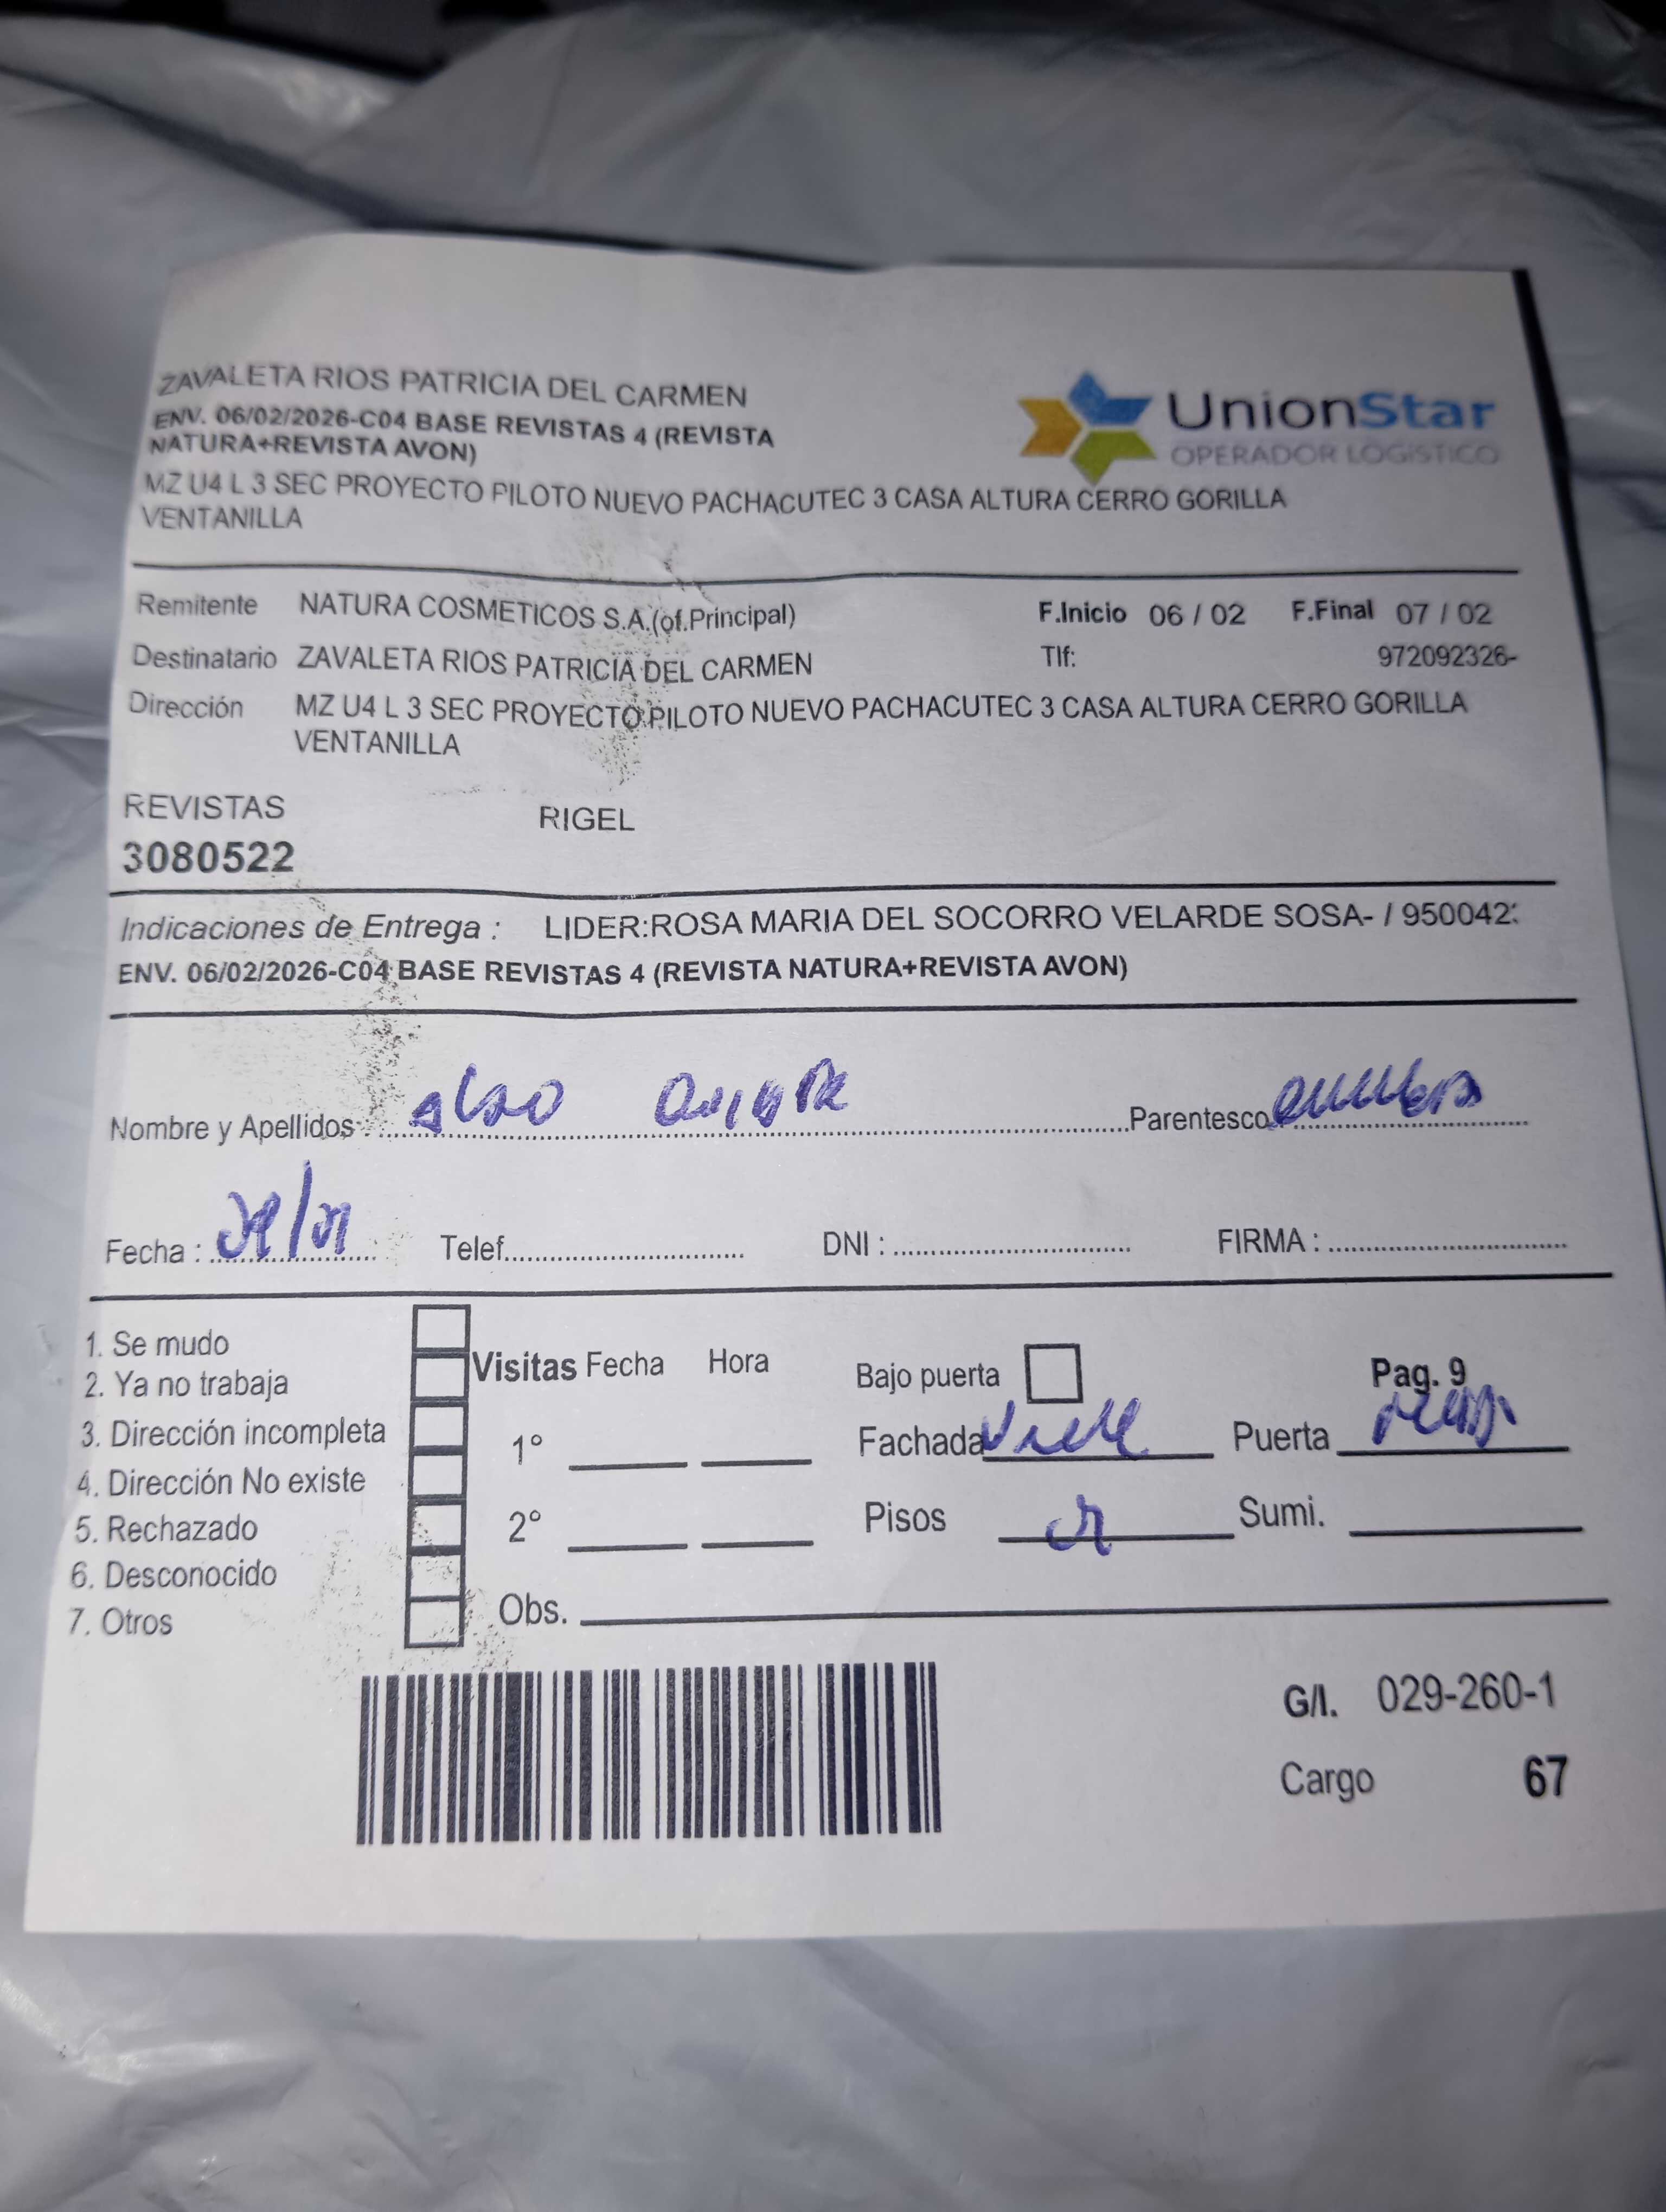 ZAVALETA RIOS PATRICIA DEL CARMEN
ENV. 06/02/2026-C04 BASE REVISTAS 4 (REVISTA
NATURA+REVISTA AVON)
UnionStar
OPERADOR LOGÍSTICO
MZ U4 L 3 SEC PROYECTO PILOTO NUEVO PACHACUTEC 3 CASA ALTURA CERRO GORILLA
VENTANILLA
Remitente NATURA COSMETICOS S.A.(of.Principal) F.Inicio 06 / 02 F.Final 07 / 02
Destinatario ZAVALETA RIOS PATRICIA DEL CARMEN Tlf: 972092326-
Dirección MZ U4 L 3 SEC PROYECTO PILOTO NUEVO PACHACUTEC 3 CASA ALTURA CERRO GORILLA
VENTANILLA
REVISTAS RIGEL
3080522
Indicaciones de Entrega : LIDER:ROSA MARIA DEL SOCORRO VELARDE SOSA- / 950042
ENV. 06/02/2026-C04 BASE REVISTAS 4 (REVISTA NATURA+REVISTA AVON)
Nombre y Apellidos: Parentesco:
Fecha : Telef. DNI : FIRMA :
1. Se mudo
2. Ya no trabaja
3. Dirección incompleta
4. Dirección No existe
5. Rechazado
6. Desconocido
7. Otros
Visitas Fecha Hora
1°
2°
Obs.
Bajo puerta Pag. 9
Fachada Puerta
Pisos Sumi.
G/I. 029-260-1
Cargo 67